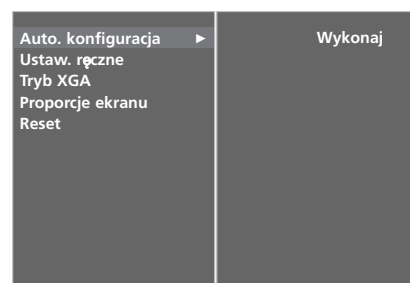 Auto. konfiguracja ► Wykonaj
Ustaw. ręczne
Tryb XGA
Proporcje ekranu
Reset